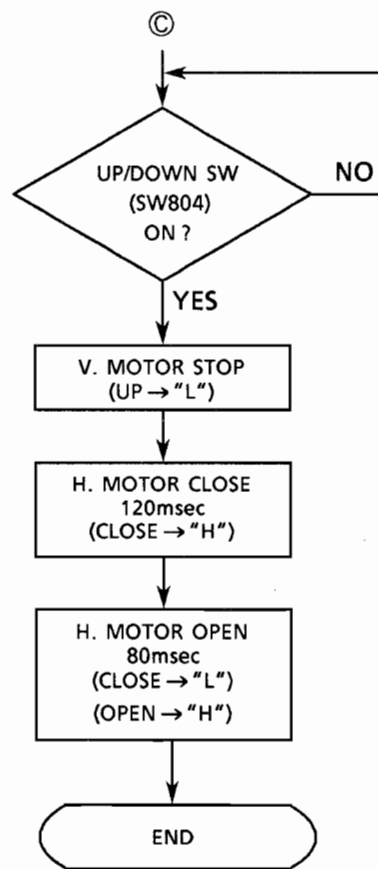 Ⓒ
UP/DOWN SW
(SW804)
ON ?
NO
YES
V. MOTOR STOP
(UP → "L")
H. MOTOR CLOSE
120msec
(CLOSE → "H")
H. MOTOR OPEN
80msec
(CLOSE → "L")
(OPEN → "H")
END